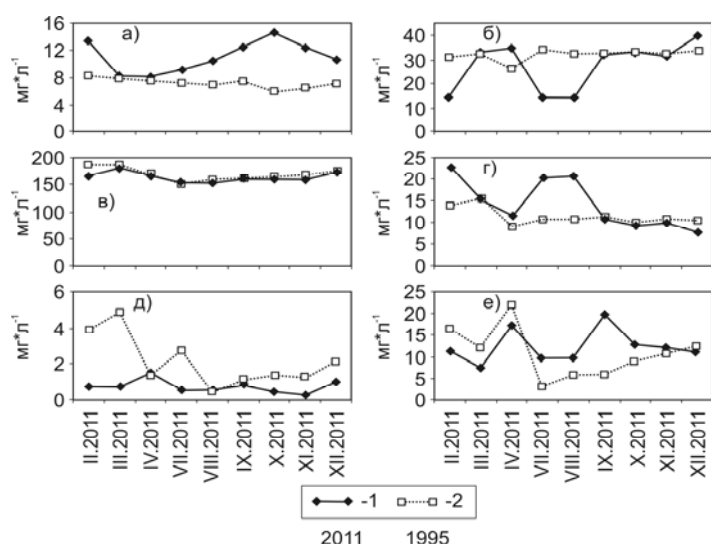 а)
16
12
8
4
0
мг*л⁻¹
б)
40
30
20
10
0
мг*л⁻¹
в)
200
150
100
50
0
мг*л⁻¹
г)
25
20
15
10
5
0
мг*л⁻¹
д)
6
4
2
0
мг*л⁻¹
е)
25
20
15
10
5
0
мг*л⁻¹
II.2011
III.2011
IV.2011
VII.2011
VIII.2011
IX.2011
X.2011
XI.2011
XII.2011
II.2011
III.2011
IV.2011
VII.2011
VIII.2011
IX.2011
X.2011
XI.2011
XII.2011
-1 -2
2011 1995